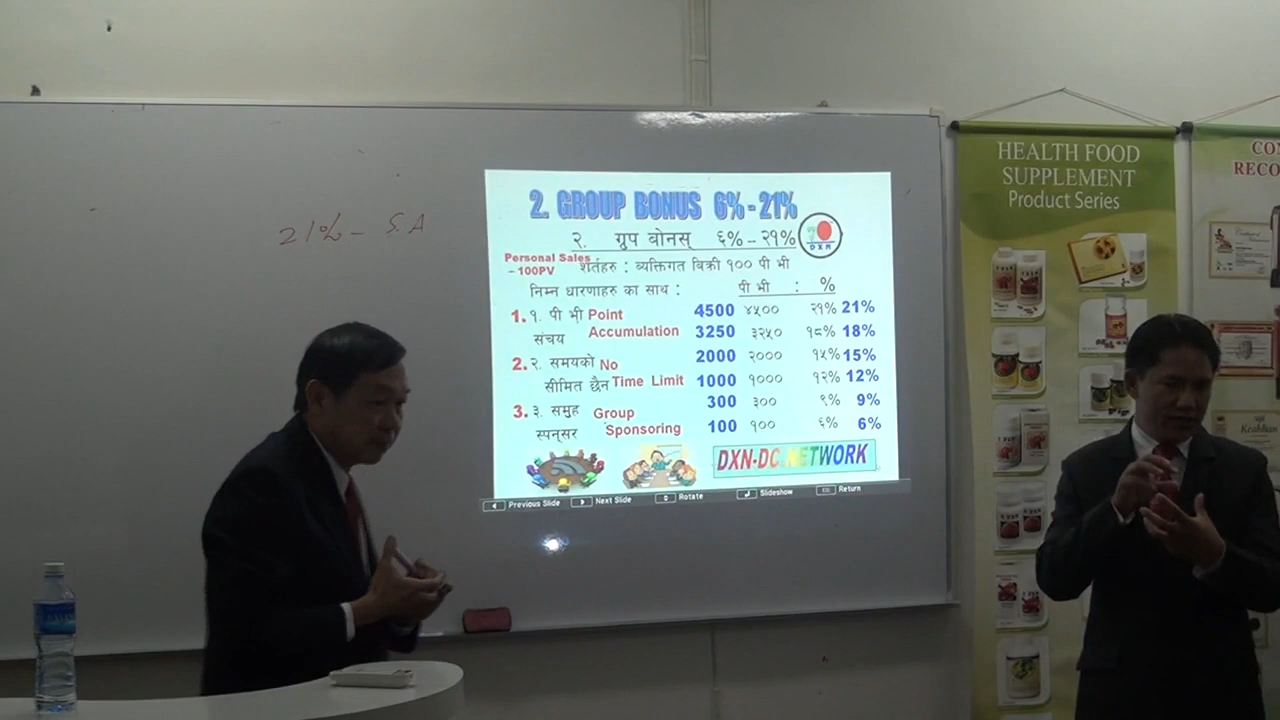 21% - S.A
2. GROUP BONUS 6% - 21%
२. ग्रुप बोनस् ६% - २१%
DXN
Personal Sales
- 100PV
शर्तहरु : ब्यक्तिगत बिक्री १०० पी भी
निम्न धारणाहरु का साथ : पी भी : %
1. १. पी भी Point 4500 ४५०० २१% 21%
संचय Accumulation 3250 ३२५० १८% 18%
2. २. समयको No 2000 २००० १५% 15%
सीमित छैन Time Limit 1000 १००० १२% 12%
300 ३०० ९% 9%
3. ३. समुह Group 100 १०० ६% 6%
स्पन्सर Sponsoring
DXN-DC NETWORK
Previous Slide Next Slide Rotate Slideshow Return
HEALTH FOOD
SUPPLEMENT
Product Series